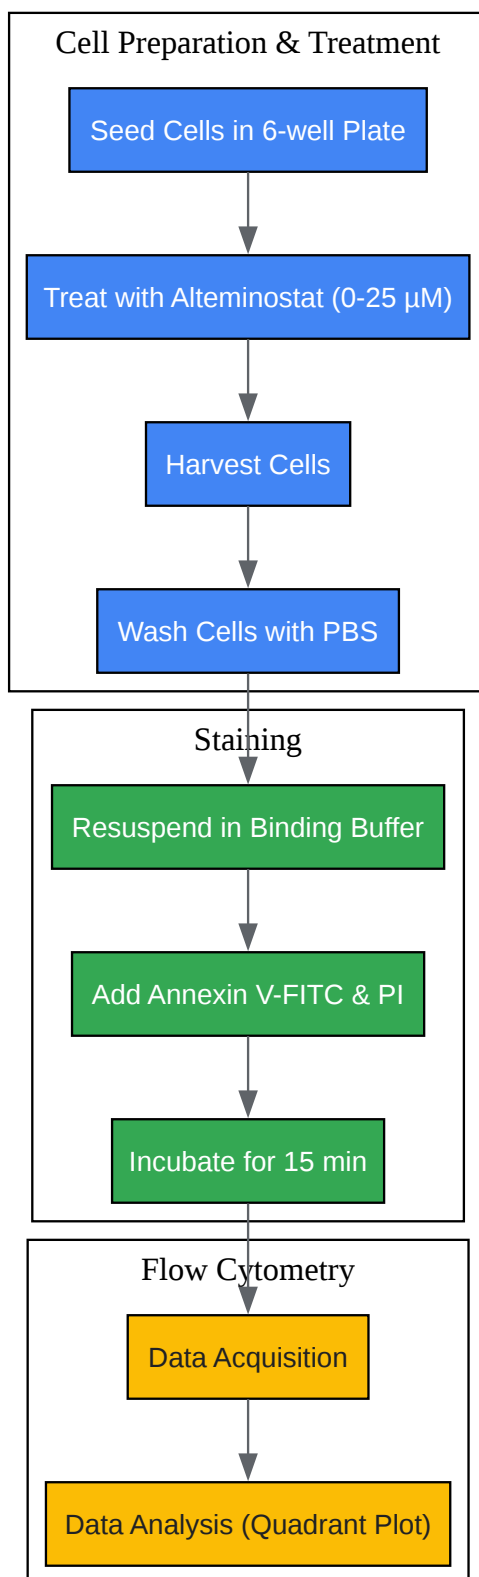 Cell Preparation & Treatment
Seed Cells in 6-well Plate
Treat with Alteminostat (0-25 µM)
Harvest Cells
Wash Cells with PBS
Staining
Resuspend in Binding Buffer
Add Annexin V-FITC & PI
Incubate for 15 min
Flow Cytometry
Data Acquisition
Data Analysis (Quadrant Plot)